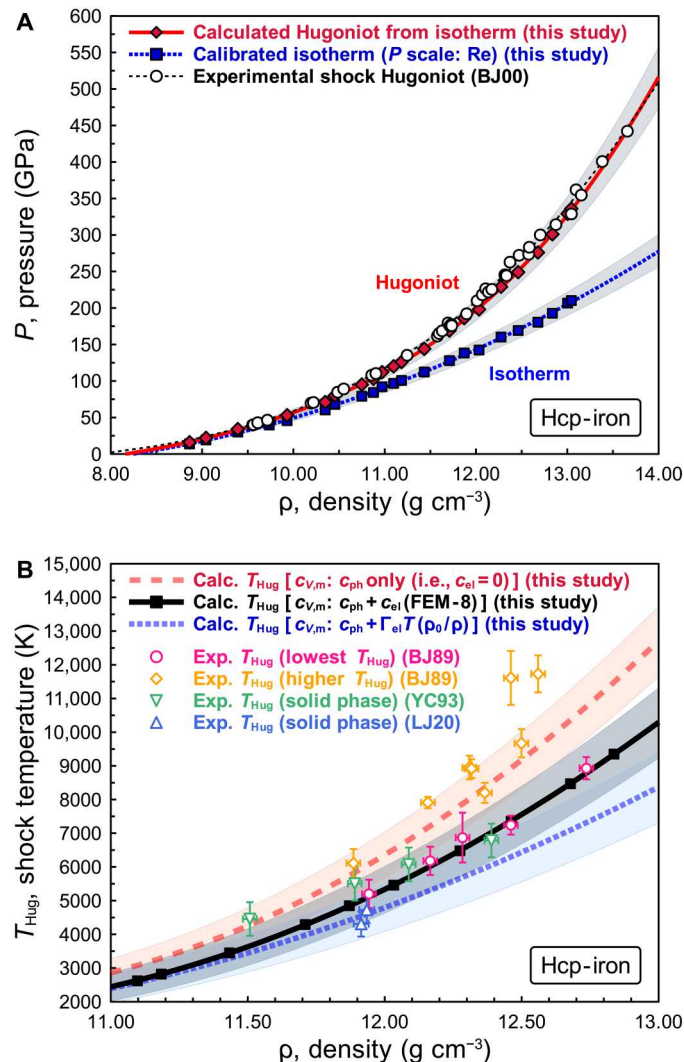 A
Calculated Hugoniot from isotherm (this study)
Calibrated isotherm (P scale: Re) (this study)
Experimental shock Hugoniot (BJ00)
600
550
500
450
400
350
300
250
200
150
100
50
0
P, pressure (GPa)
Hugoniot
Isotherm
Hcp-iron
8.00 9.00 10.00 11.00 12.00 13.00 14.00
ρ, density (g cm⁻³)
B
Calc. T_Hug [c_V,m: c_ph only (i.e., c_el = 0)] (this study)
Calc. T_Hug [c_V,m: c_ph + c_el (FEM-8)] (this study)
Calc. T_Hug [c_V,m: c_ph + Γ_el T(ρ₀/ρ)] (this study)
Exp. T_Hug (lowest T_Hug) (BJ89)
Exp. T_Hug (higher T_Hug) (BJ89)
Exp. T_Hug (solid phase) (YC93)
Exp. T_Hug (solid phase) (LJ20)
15,000
14,000
13,000
12,000
11,000
10,000
9000
8000
7000
6000
5000
4000
3000
2000
T_Hug, shock temperature (K)
Hcp-iron
11.00 11.50 12.00 12.50 13.00
ρ, density (g cm⁻³)